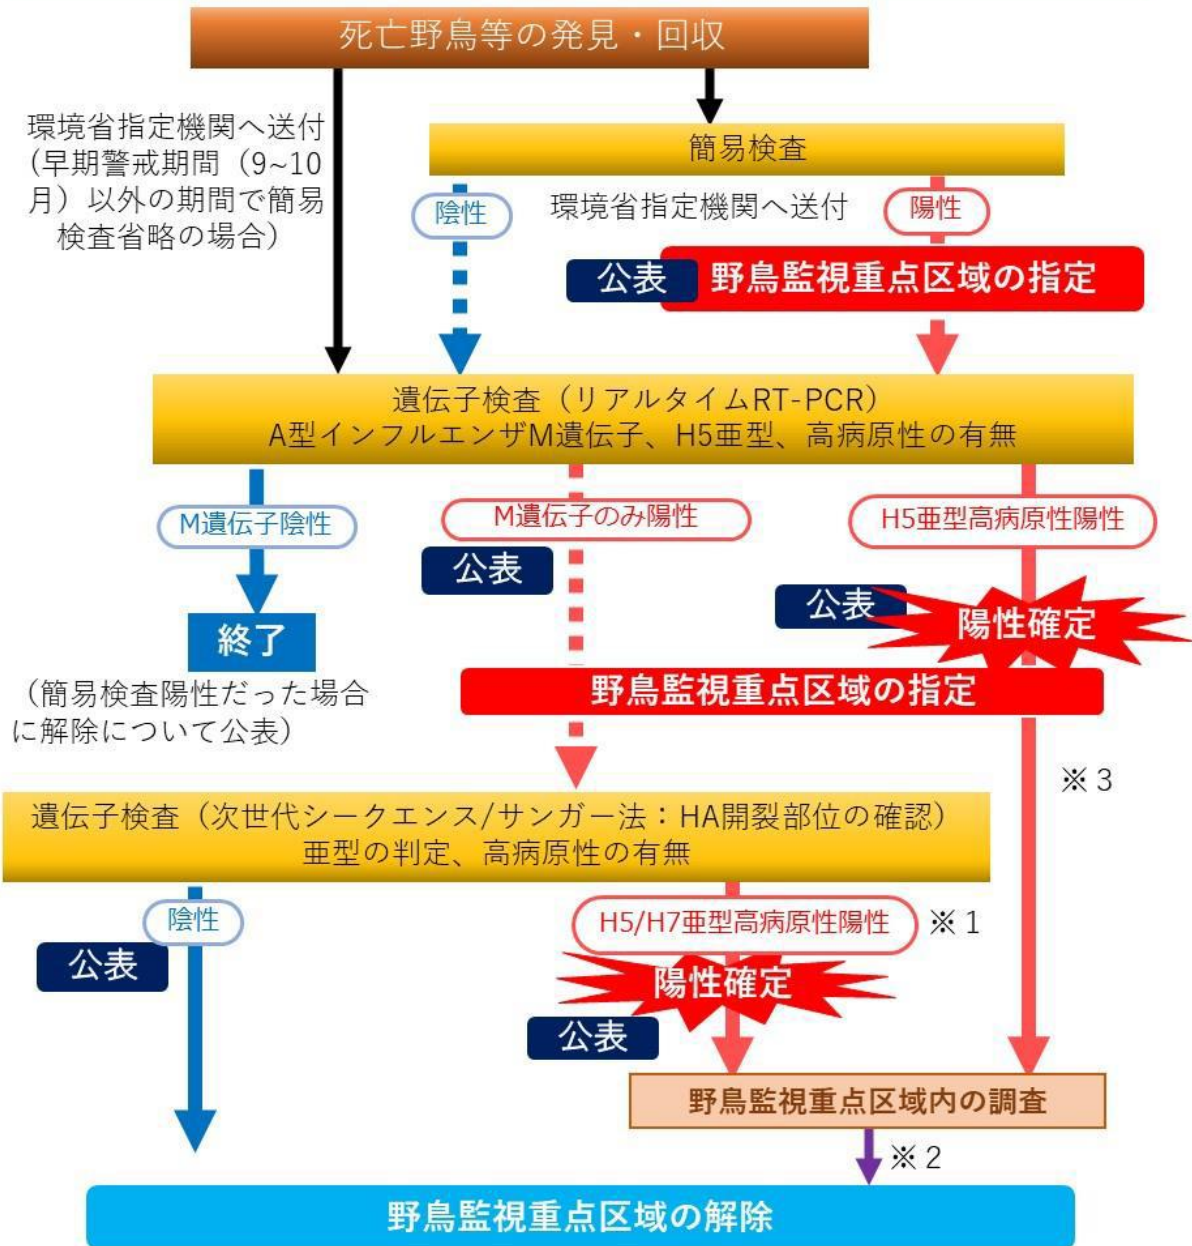 死亡野鳥等の発見・回収
環境省指定機関へ送付
(早期警戒期間（9~10
月）以外の期間で簡易
検査省略の場合）
簡易検査
陰性
環境省指定機関へ送付
陽性
公表
野鳥監視重点区域の指定
遺伝子検査（リアルタイムRT-PCR）
A型インフルエンザM遺伝子、H5亜型、高病原性の有無
M遺伝子陰性
M遺伝子のみ陽性
H5亜型高病原性陽性
公表
公表
陽性確定
終了
（簡易検査陽性だった場合
に解除について公表）
野鳥監視重点区域の指定
※３
遺伝子検査（次世代シークエンス/サンガー法：HA開裂部位の確認）
亜型の判定、高病原性の有無
陰性
H5/H7亜型高病原性陽性
※１
公表
陽性確定
公表
野鳥監視重点区域内の調査
※２
野鳥監視重点区域の解除